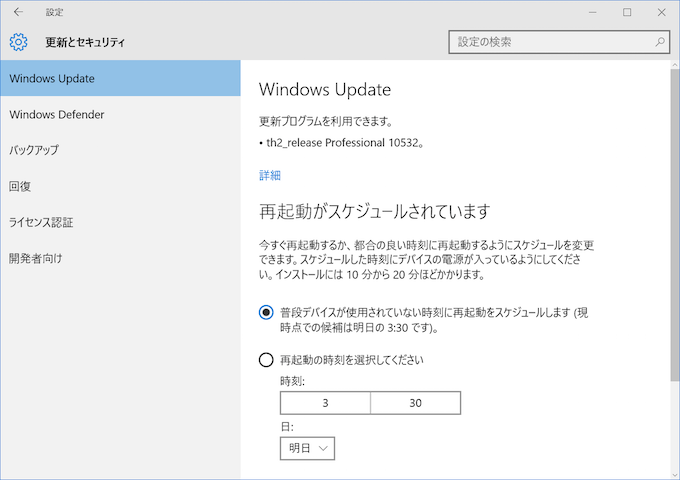 設定
更新とセキュリティ
設定の検索
Windows Update
Windows Defender
バックアップ
回復
ライセンス認証
開発者向け
Windows Update
更新プログラムを利用できます。
• th2_release Professional 10532。
詳細
再起動がスケジュールされています
今すぐ再起動するか、都合の良い時刻に再起動するようにスケジュールを変更
できます。スケジュールした時刻にデバイスの電源が入っているようにしてくださ
い。インストールには 10 分から 20 分ほどかかります。
普段デバイスが使用されていない時刻に再起動をスケジュールします (現
時点での候補は明日の 3:30 です)。
再起動の時刻を選択してください
時刻:
3 30
日:
明日